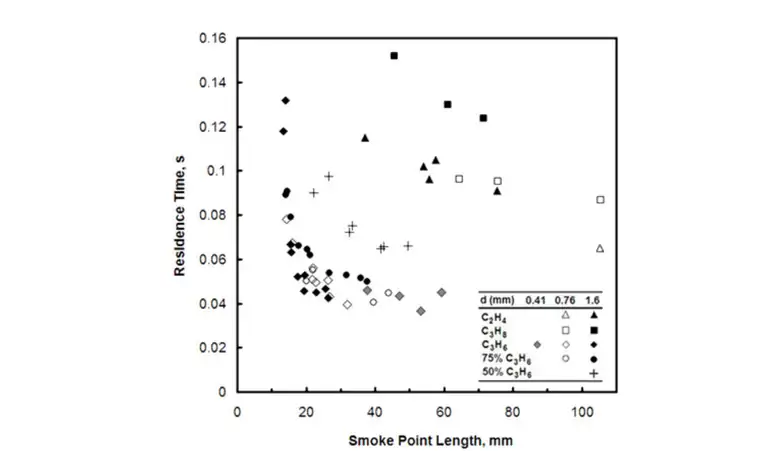 0.16
0.14
0.12
0.1
0.08
0.06
0.04
0.02
0
Residence Time, s
0 20 40 60 80 100
Smoke Point Length, mm
d (mm) 0.41 0.76 1.6
C₂H₄
C₃H₈
C₃H₆
75% C₃H₆
50% C₃H₆